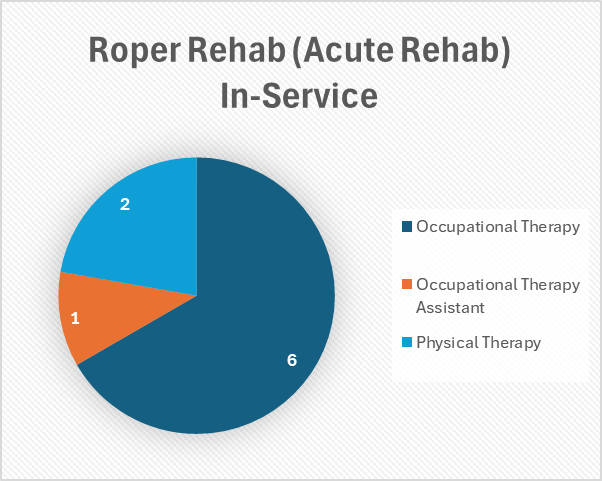 Roper Rehab (Acute Rehab)
In-Service
2
1
6
Occupational Therapy
Occupational Therapy
Assistant
Physical Therapy